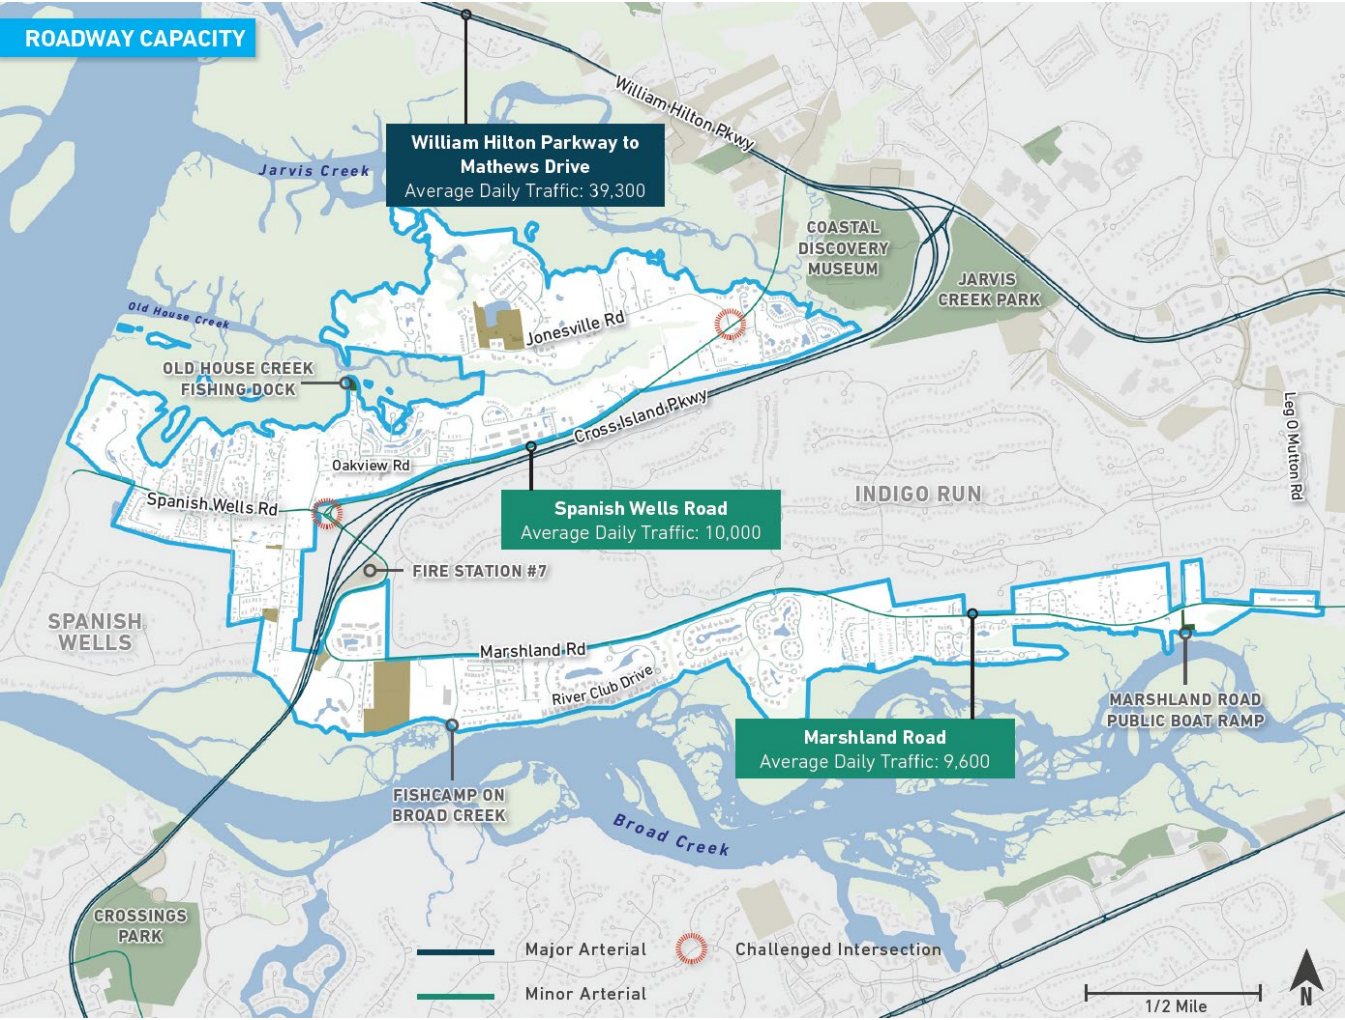 ROADWAY CAPACITY
William Hilton Pkwy
William Hilton Parkway to
Mathews Drive
Average Daily Traffic: 39,300
Jarvis Creek
COASTAL
DISCOVERY
MUSEUM
JARVIS
CREEK PARK
Old House Creek
Jonesville Rd
OLD HOUSE CREEK
FISHING DOCK
Cross Island Pkwy
Leg O Mutton Rd
Oakview Rd
Spanish Wells Rd
INDIGO RUN
Spanish Wells Road
Average Daily Traffic: 10,000
FIRE STATION #7
SPANISH
WELLS
Marshland Rd
River Club Drive
MARSHLAND ROAD
PUBLIC BOAT RAMP
Marshland Road
Average Daily Traffic: 9,600
FISHCAMP ON
BROAD CREEK
Broad Creek
CROSSINGS
PARK
Major Arterial
Challenged Intersection
Minor Arterial
1/2 Mile
N